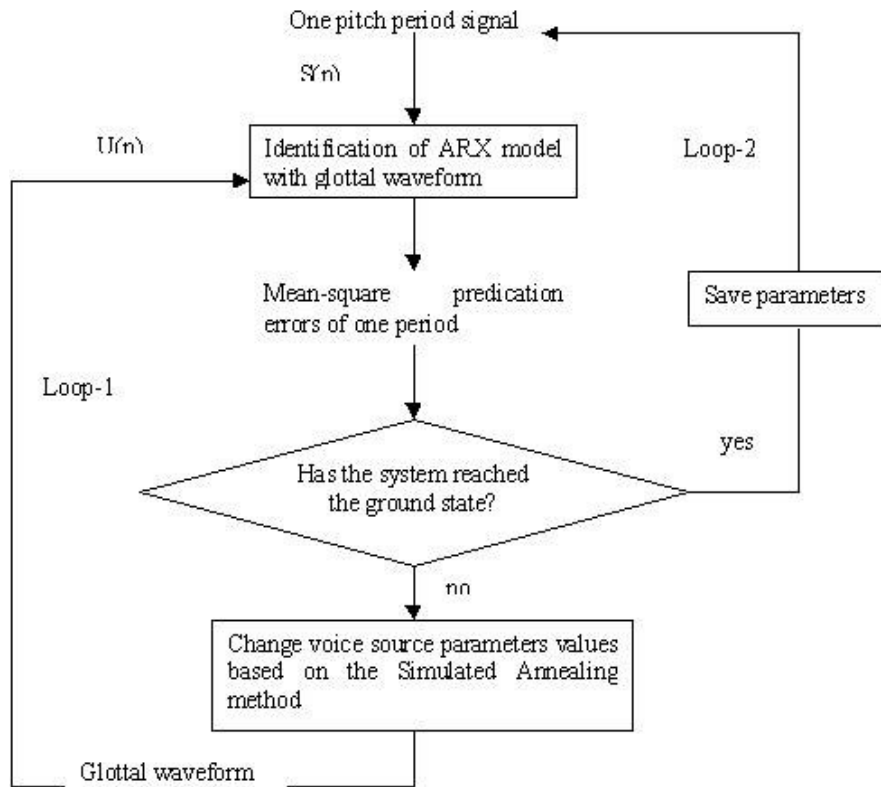 One pitch period signal
S(n)
U(n)
Identification of ARX model
with glottal waveform
Loop-2
Mean-square predication
errors of one period
Save parameters
Loop-1
yes
Has the system reached
the ground state?
no
Change voice source parameters values
based on the Simulated Annealing
method
Glottal waveform